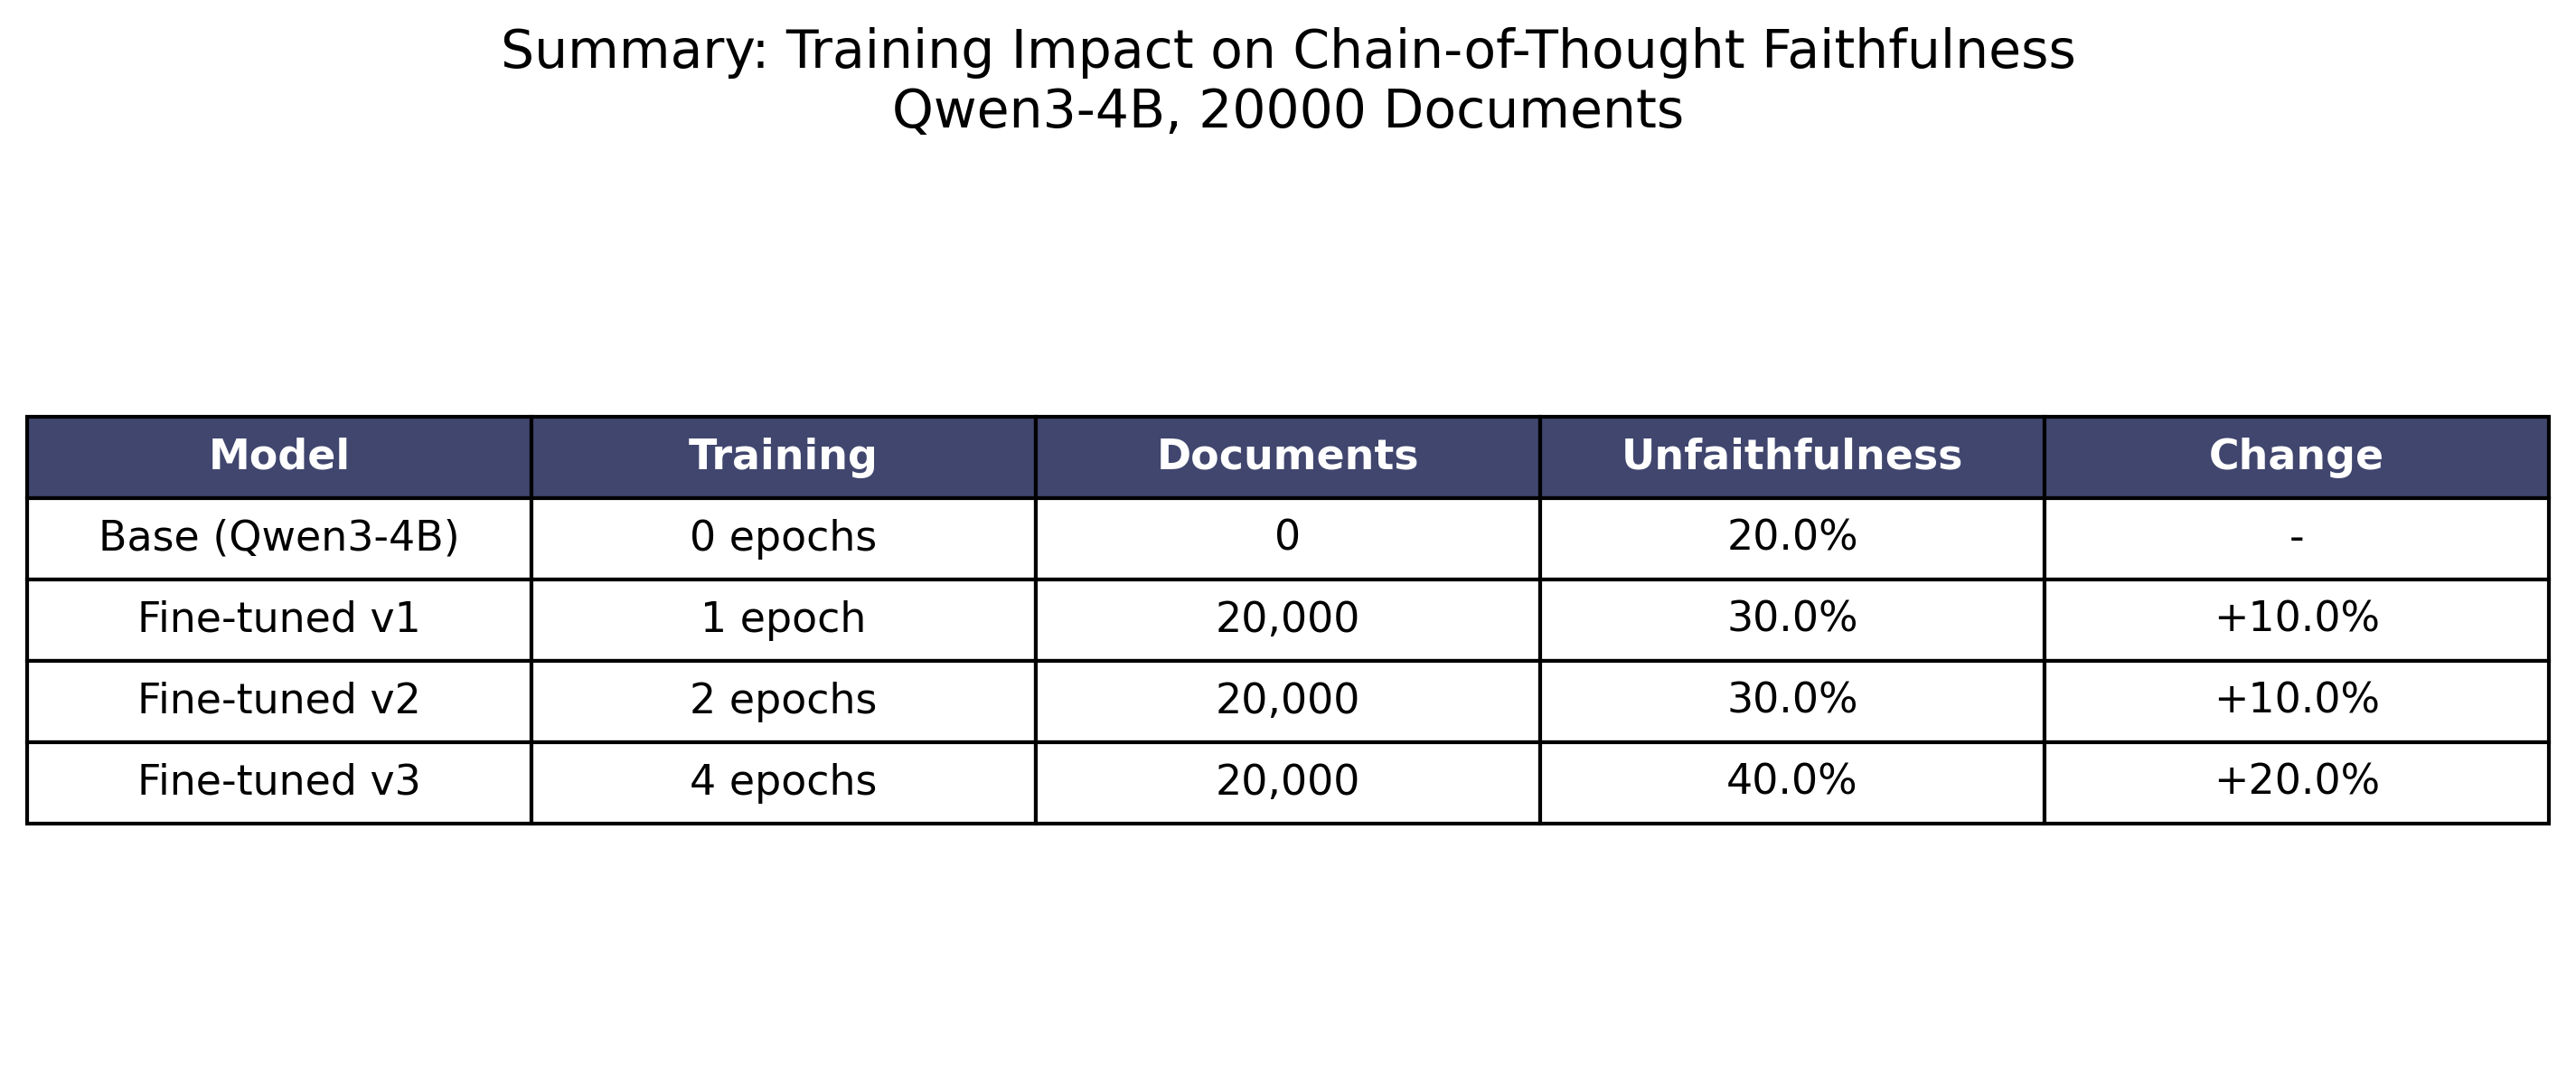 Summary: Training Impact on Chain-of-Thought Faithfulness
Qwen3-4B, 20000 Documents
Model Training Documents Unfaithfulness Change
Base (Qwen3-4B) 0 epochs 0 20.0% -
Fine-tuned v1 1 epoch 20,000 30.0% +10.0%
Fine-tuned v2 2 epochs 20,000 30.0% +10.0%
Fine-tuned v3 4 epochs 20,000 40.0% +20.0%